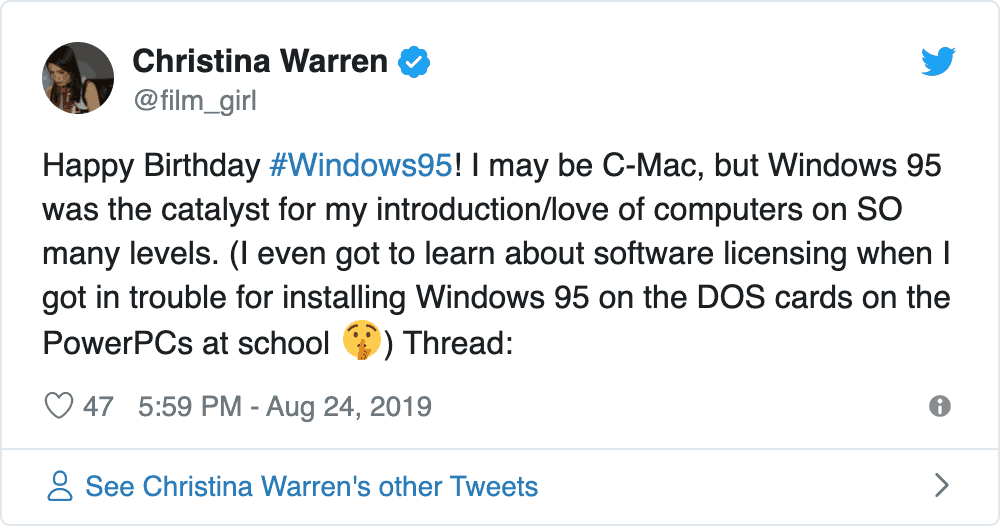 Christina Warren
@film_girl
Happy Birthday #Windows95! I may be C-Mac, but Windows 95
was the catalyst for my introduction/love of computers on SO
many levels. (I even got to learn about software licensing when I
got in trouble for installing Windows 95 on the DOS cards on the
PowerPCs at school 🤫) Thread:
47 5:59 PM - Aug 24, 2019
See Christina Warren's other Tweets